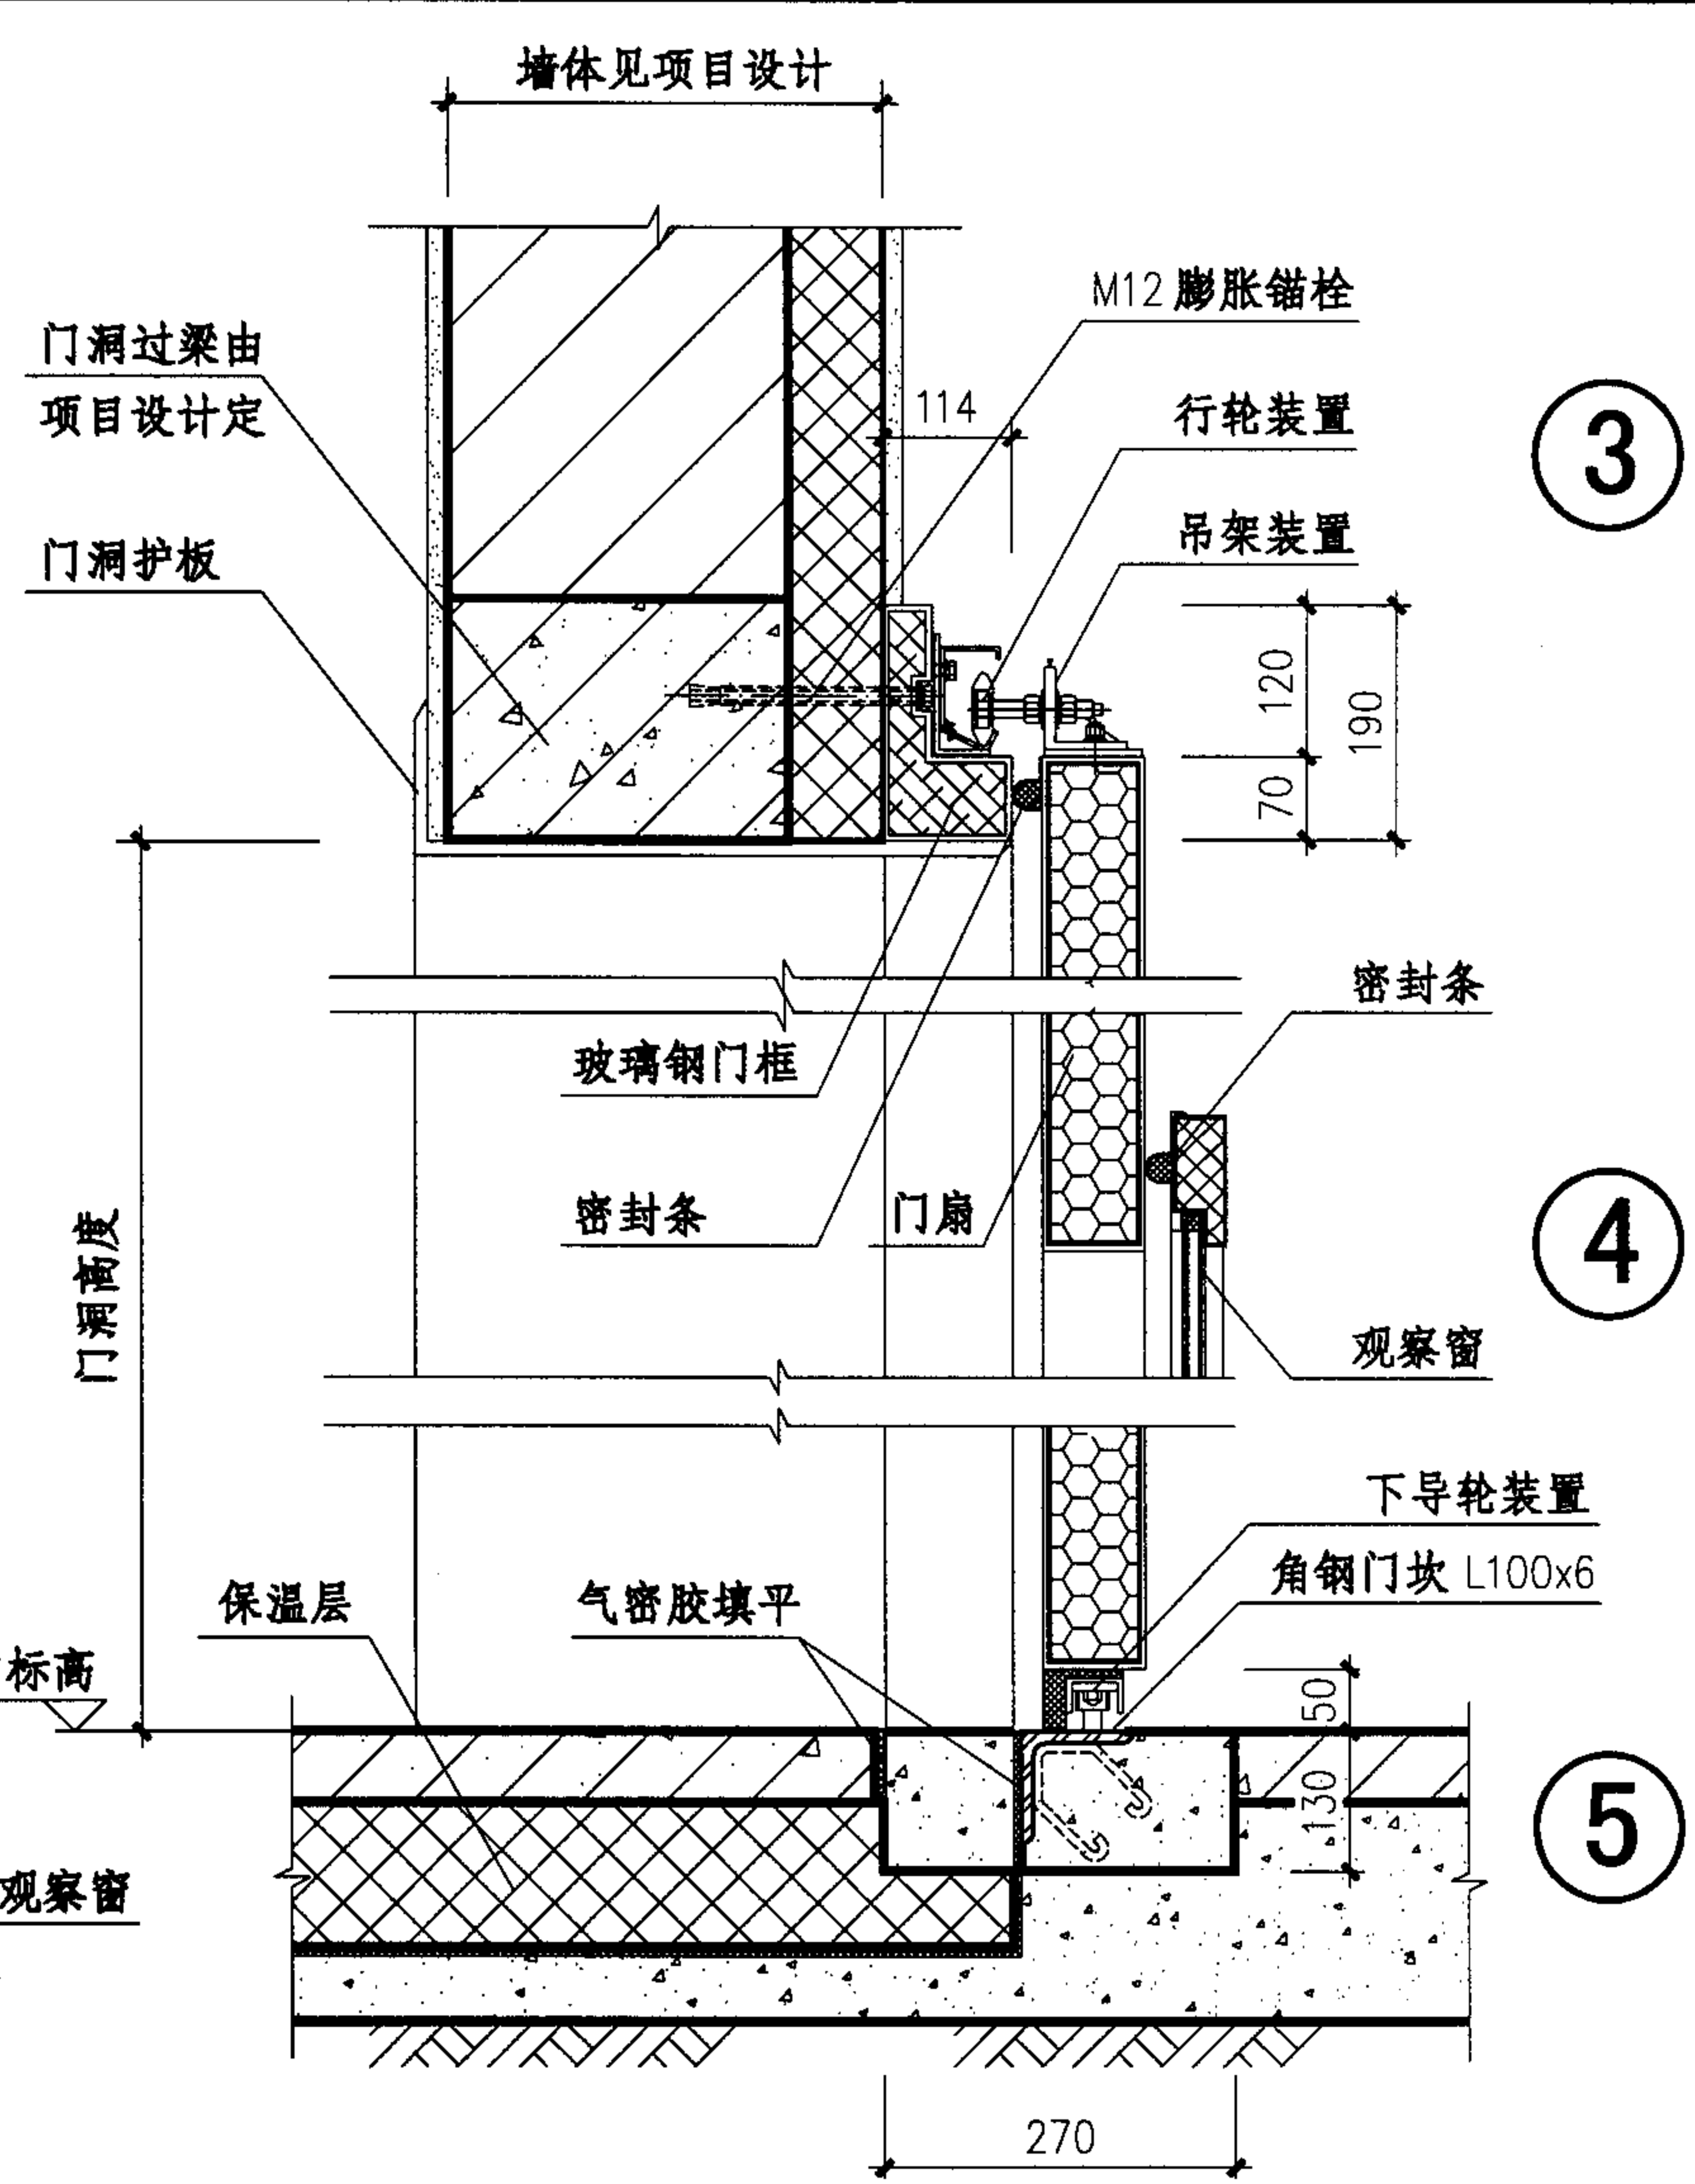 墙体见项目设计
M12膨胀锚栓
门洞过梁由
项目设计定
114
行轮装置
3
门洞护板
吊架装置
120
190
70
密封条
玻璃钢门框
密封条
门扇
4
门洞高度
观察窗
下导轮装置
角钢门坎 L100x6
保温层
气密胶填平
标高
50
130
5
观察窗
270